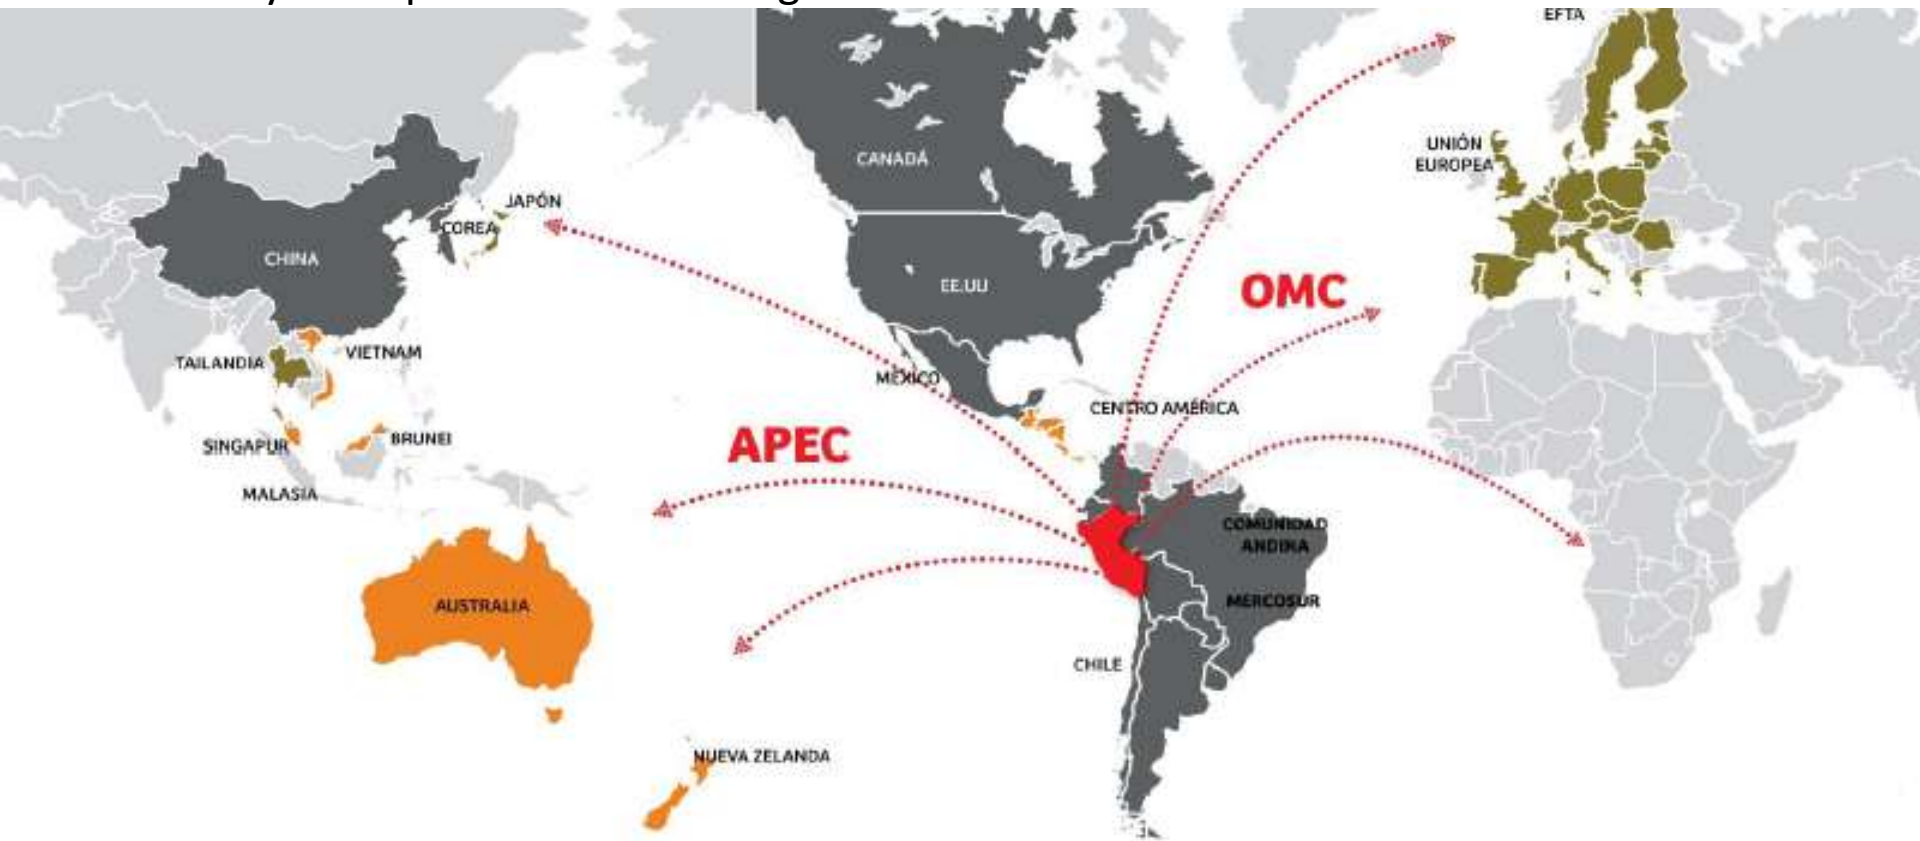 EFTA
CANADÁ
UNIÓN
EUROPEA
JAPÓN
COREA
CHINA
EE.UU
OMC
VIETNAM
TAILANDIA
MÉXICO
CENTRO AMÉRICA
APEC
BRUNEI
SINGAPUR
MALASIA
COMUNIDAD
ANDINA
AUSTRALIA
MERCOSUR
CHILE
NUEVA ZELANDA